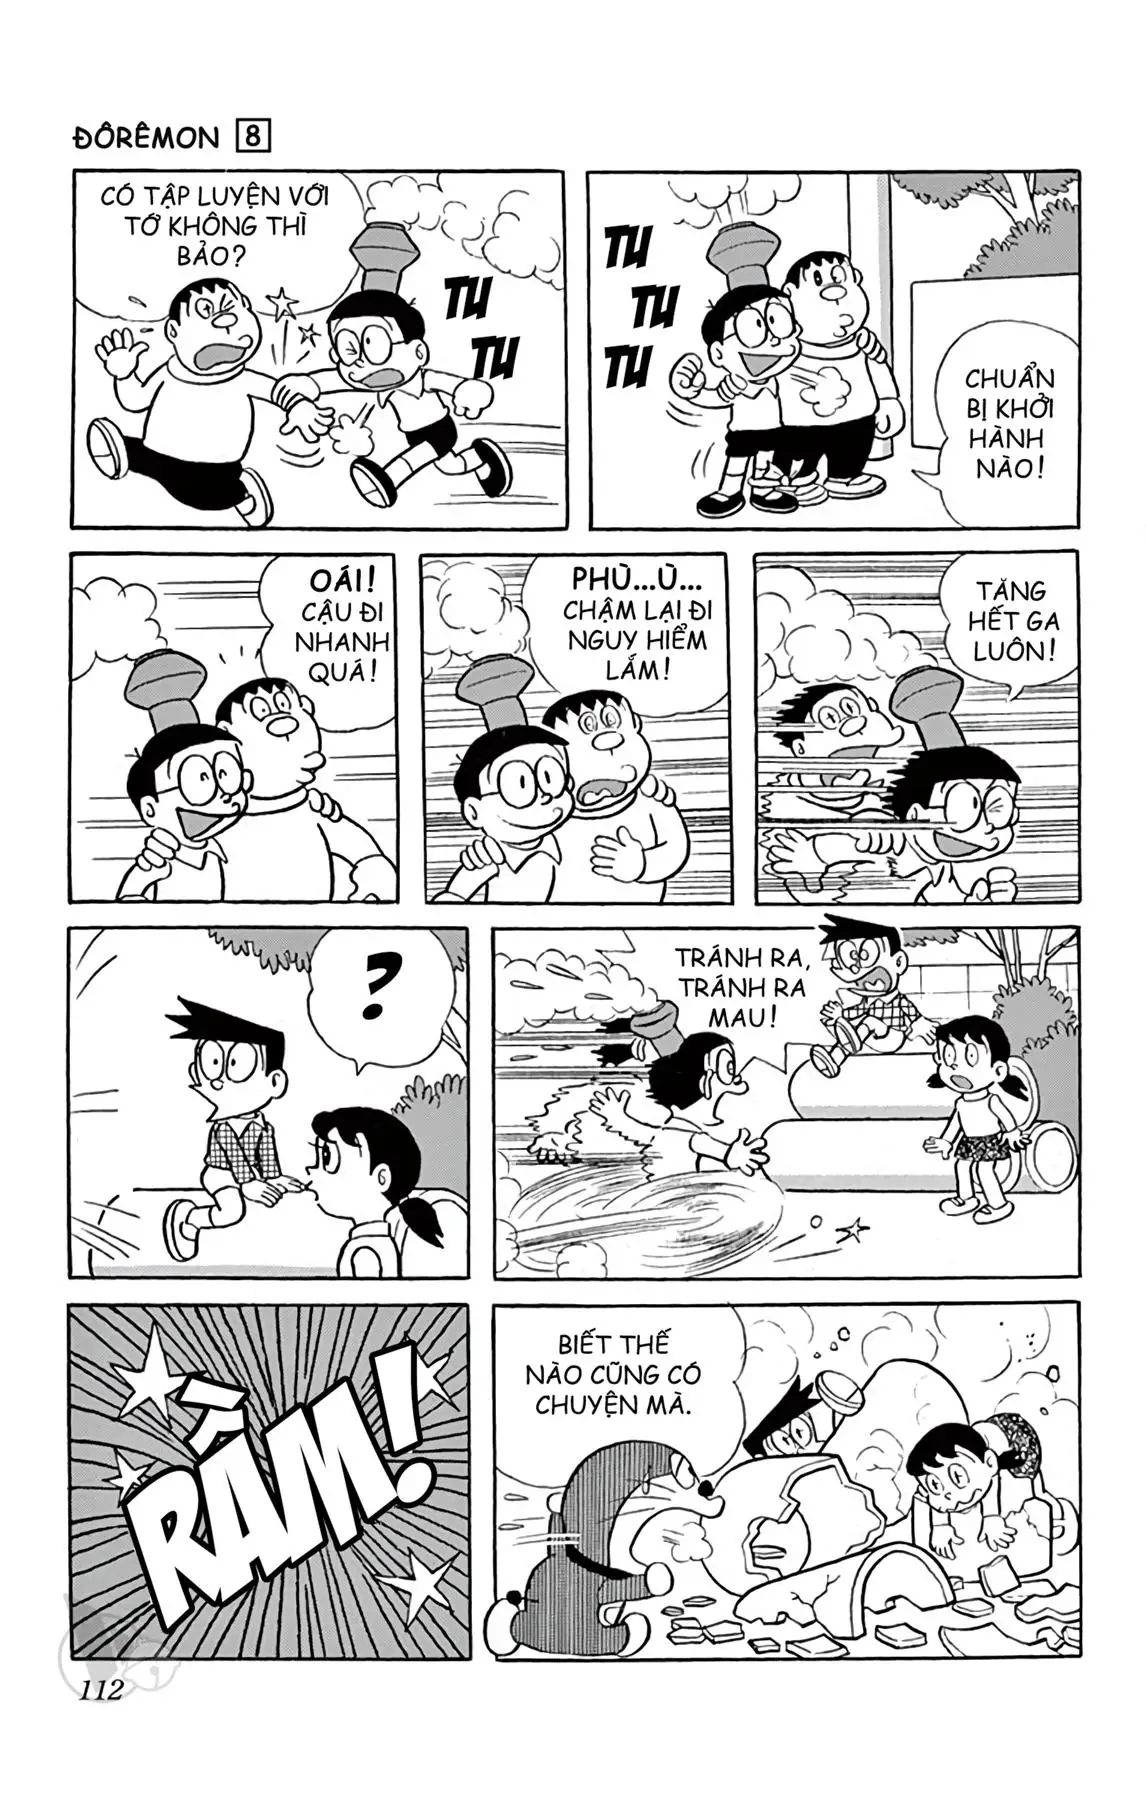 ĐÔRÊMON 8
CÓ TẬP LUYỆN VỚI
TỚ KHÔNG THÌ
BẢO?
TU
TU
TU
TU
TU
CHUẨN
BỊ KHỞI
HÀNH
NÀO!
OÁI!
CẬU ĐI
NHANH
QUÁ!
PHÙ...Ù...
CHẬM LẠI ĐI
NGUY HIỂM
LẮM!
TĂNG
HẾT GA
LUÔN!
?
TRÁNH RA,
TRÁNH RA
MAU!
RẦM!
BIẾT THẾ
NÀO CŨNG CÓ
CHUYỆN MÀ.
112